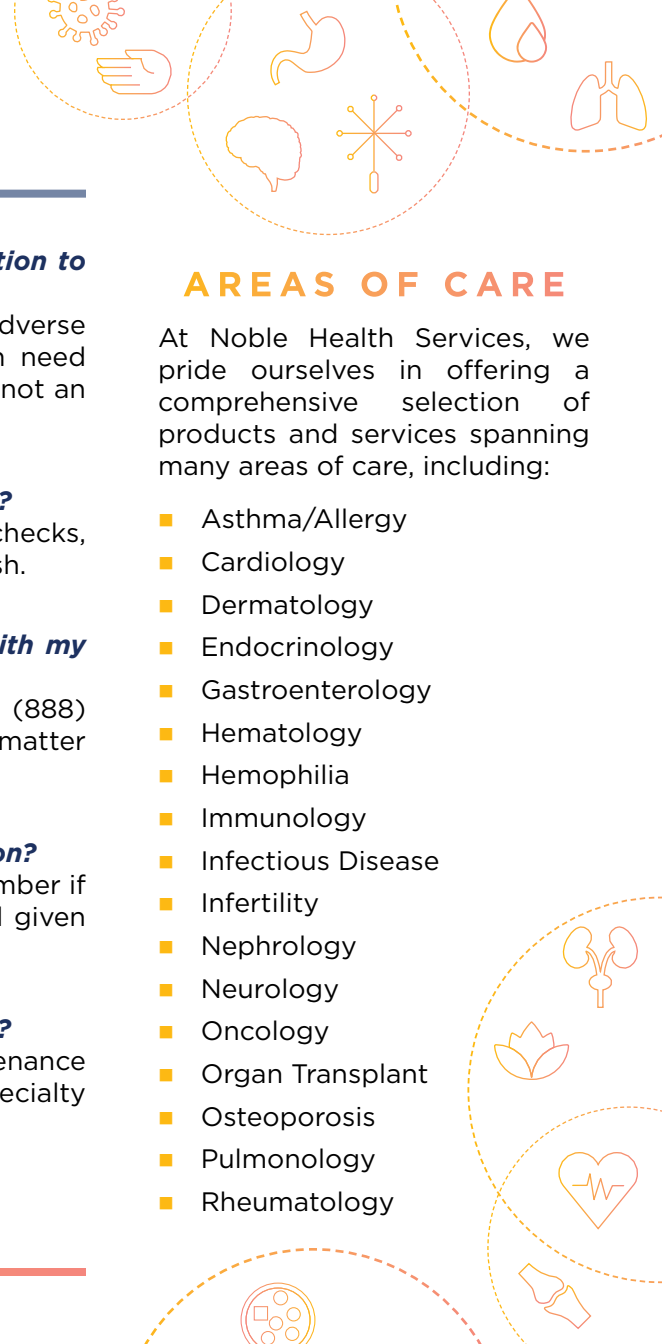 tion to
dverse
need
not an
?
checks,
sh.
ith my
(888)
matter
on?
mber if
given
?
enance
ecialty
AREAS OF CARE
At Noble Health Services, we
pride ourselves in offering a
comprehensive selection of
products and services spanning
many areas of care, including:
Asthma/Allergy
Cardiology
Dermatology
Endocrinology
Gastroenterology
Hematology
Hemophilia
Immunology
Infectious Disease
Infertility
Nephrology
Neurology
Oncology
Organ Transplant
Osteoporosis
Pulmonology
Rheumatology